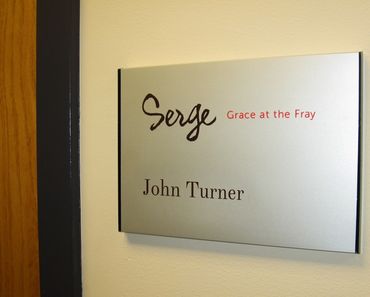 Serge Grace at the Fray
John Turner